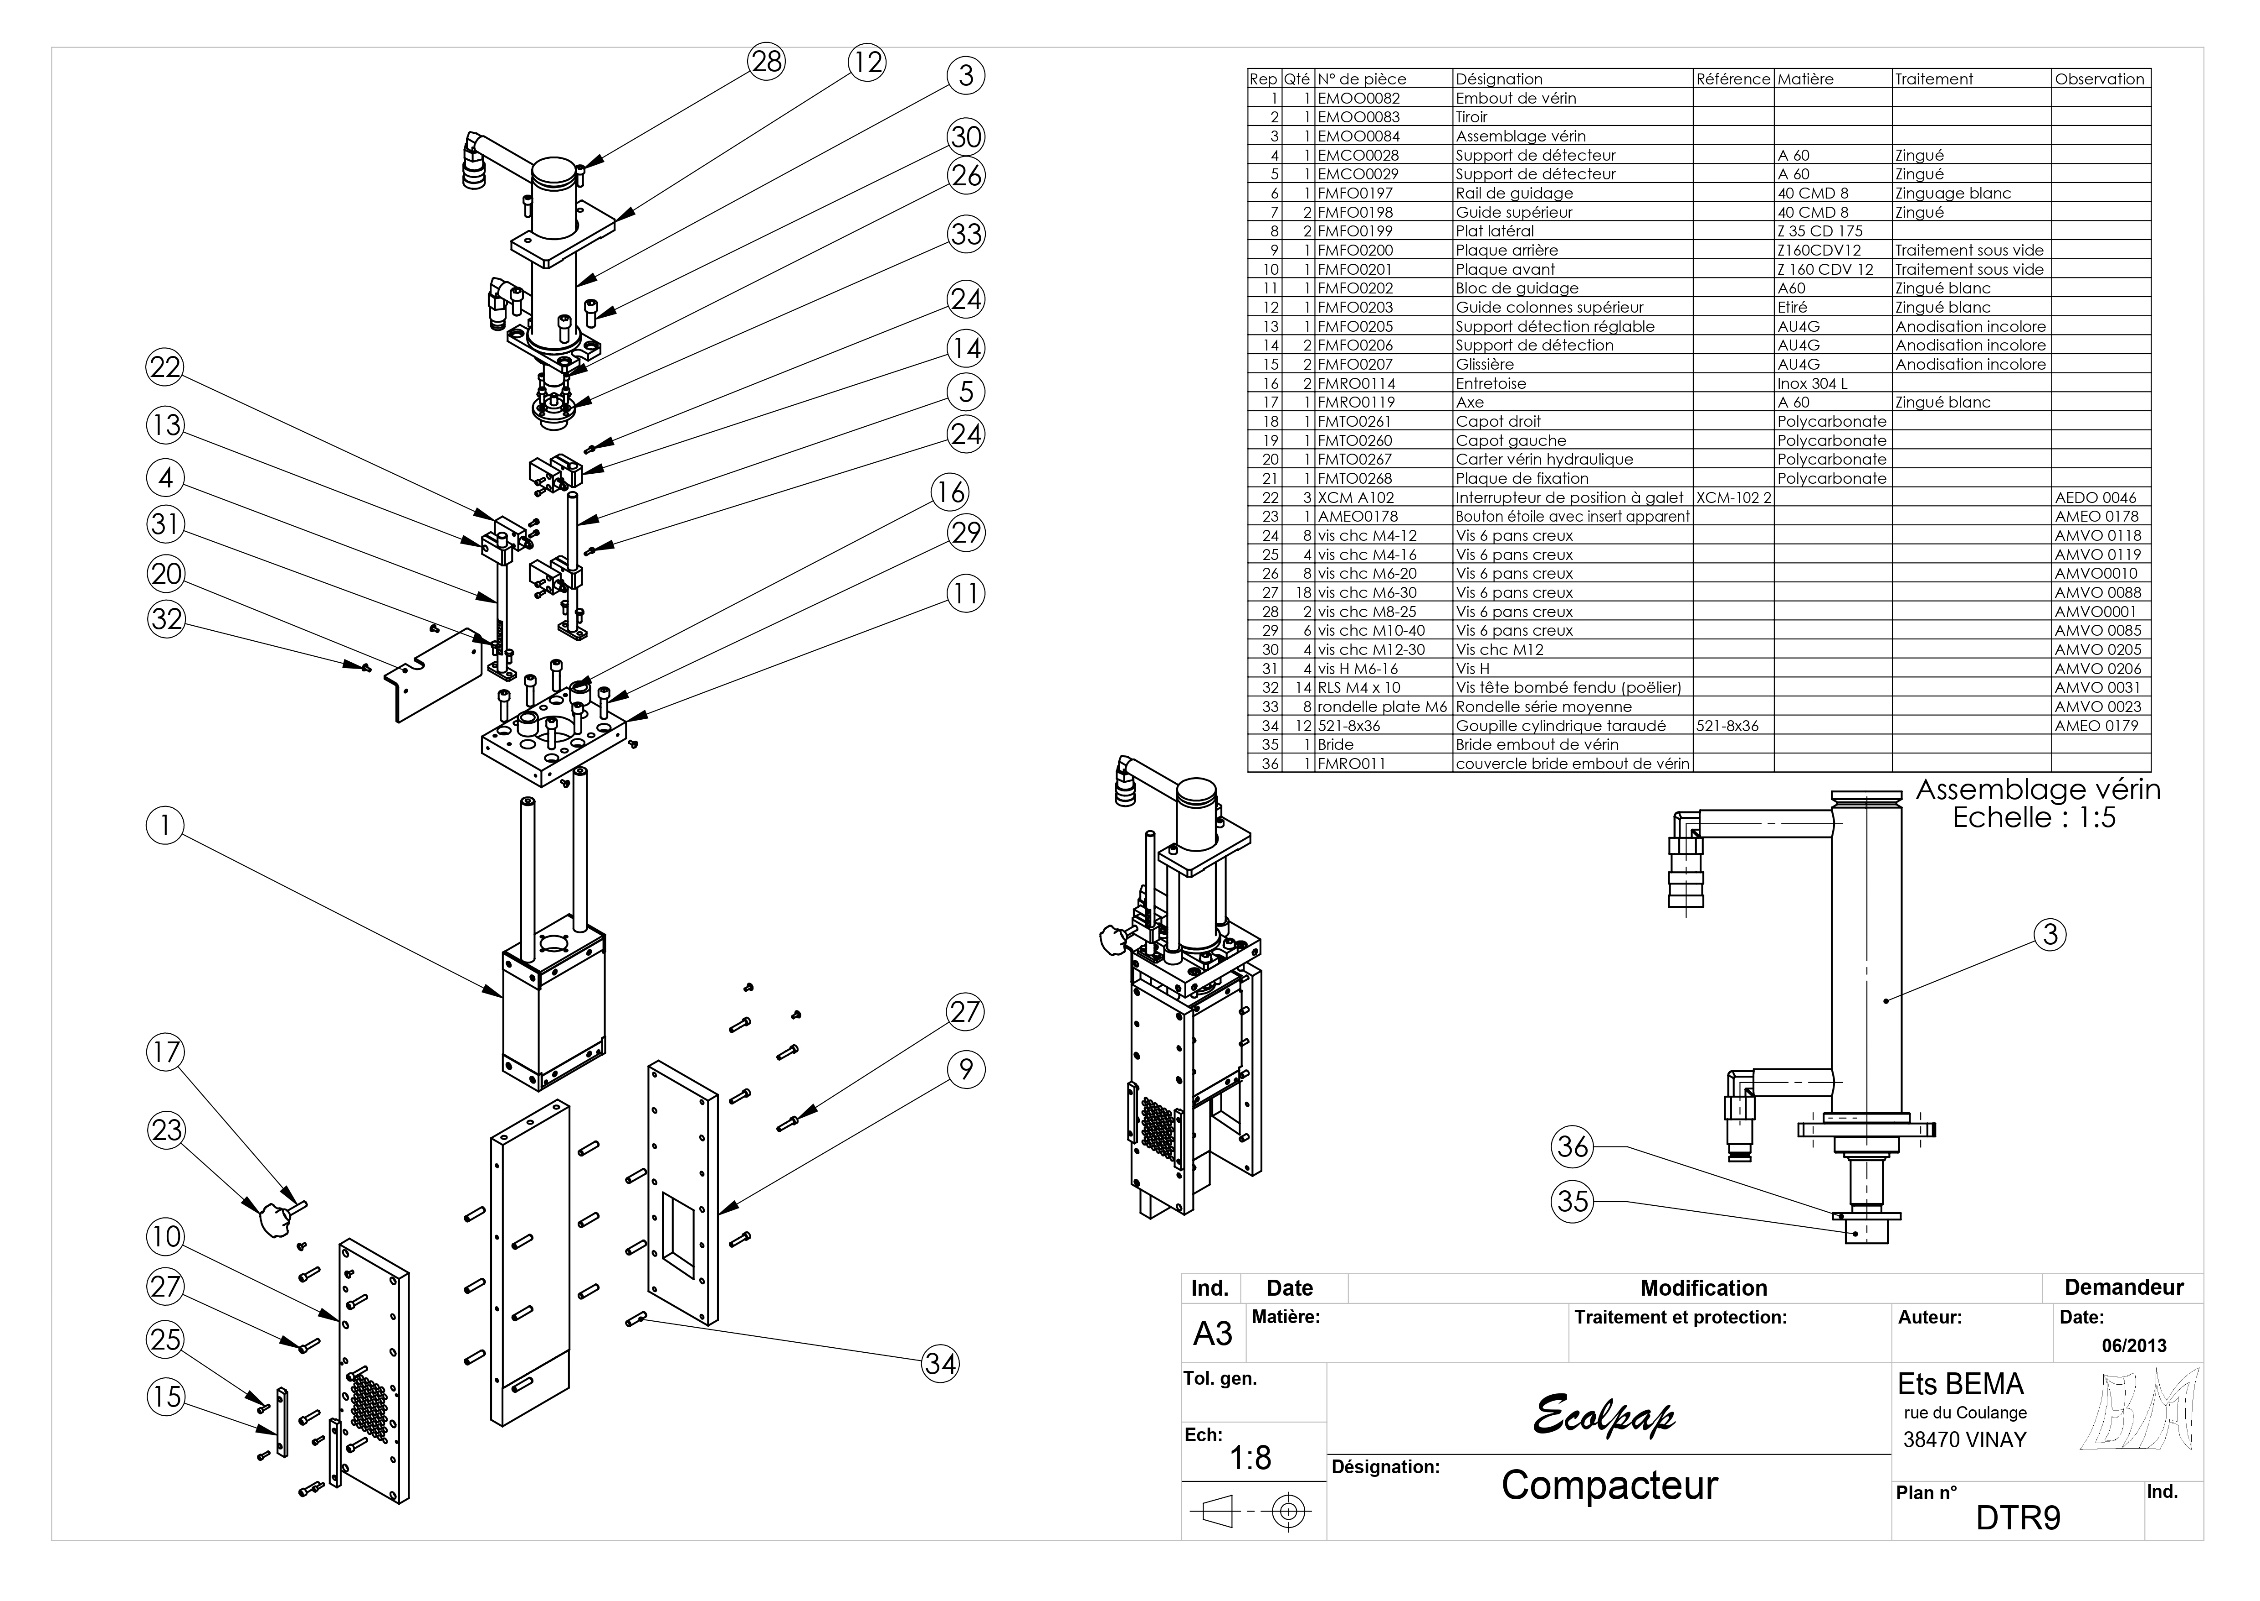 28
12
3
30
26
33
24
14
5
24
16
29
11
22
13
4
31
20
32
1
17
23
10
27
25
15
27
9
34
Rep Qté N° de pièce Désignation Référence Matière Traitement Observation
1 1 EMOO0082 Embout de vérin
2 1 EMOO0083 Tiroir
3 1 EMOO0084 Assemblage vérin
4 1 EMCO0028 Support de détecteur A 60 Zingué
5 1 EMCO0029 Support de détecteur A 60 Zingué
6 1 FMFO0197 Rail de guidage 40 CMD 8 Zinguage blanc
7 2 FMFO0198 Guide supérieur 40 CMD 8 Zingué
8 2 FMFO0199 Plat latéral Z 35 CD 175
9 1 FMFO0200 Plaque arrière Z160CDV12 Traitement sous vide
10 1 FMFO0201 Plaque avant Z 160 CDV 12 Traitement sous vide
11 1 FMFO0202 Bloc de guidage A60 Zingué blanc
12 1 FMFO0203 Guide colonnes supérieur Etiré Zingué blanc
13 1 FMFO0205 Support détection réglable AU4G Anodisation incolore
14 2 FMFO0206 Support de détection AU4G Anodisation incolore
15 2 FMFO0207 Glissière AU4G Anodisation incolore
16 2 FMRO0114 Entretoise Inox 304 L
17 1 FMRO0119 Axe A 60 Zingué blanc
18 1 FMTO0261 Capot droit Polycarbonate
19 1 FMTO0260 Capot gauche Polycarbonate
20 1 FMTO0267 Carter vérin hydraulique Polycarbonate
21 1 FMTO0268 Plaque de fixation Polycarbonate
22 3 XCM A102 Interrupteur de position à galet XCM-102 2 AEDO 0046
23 1 AMEO0178 Bouton étoile avec insert apparent AMEO 0178
24 8 vis chc M4-12 Vis 6 pans creux AMVO 0118
25 4 vis chc M4-16 Vis 6 pans creux AMVO 0119
26 8 vis chc M6-20 Vis 6 pans creux AMVO0010
27 18 vis chc M6-30 Vis 6 pans creux AMVO 0088
28 2 vis chc M8-25 Vis 6 pans creux AMVO0001
29 6 vis chc M10-40 Vis 6 pans creux AMVO 0085
30 4 vis chc M12-30 Vis chc M12 AMVO 0205
31 4 vis H M6-16 Vis H AMVO 0206
32 14 RLS M4 x 10 Vis tête bombé fendu (poëlier) AMVO 0031
33 8 rondelle plate M6 Rondelle série moyenne AMVO 0023
34 12 521-8x36 Goupille cylindrique taraudé 521-8x36 AMEO 0179
35 1 Bride Bride embout de vérin
36 1 FMRO011 couvercle bride embout de vérin
Assemblage vérin
Echelle : 1:5
3
36
35
Ind. Date Modification Demandeur
A3 Matière: Traitement et protection: Auteur: Date:
06/2013
Tol. gen.
Ecolpap
Ets BEMA
rue du Coulange
38470 VINAY
BMA
Ech:
1:8
Désignation:
Compacteur
Plan n°
DTR9
Ind.